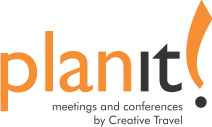 planit!
meetings and conferences
by Creative Travel